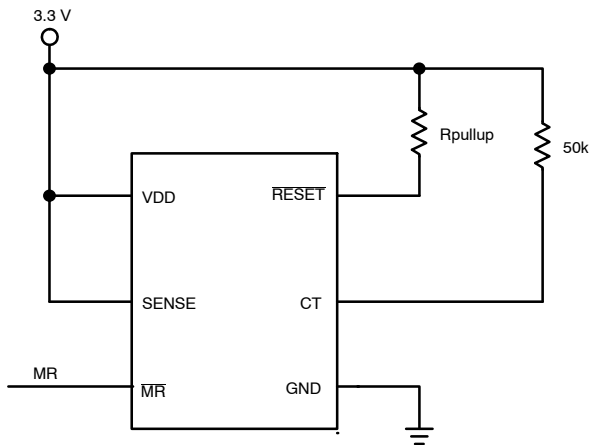 3.3 V
Rpullup
50k
VDD
RESET
SENSE
CT
MR
MR
GND